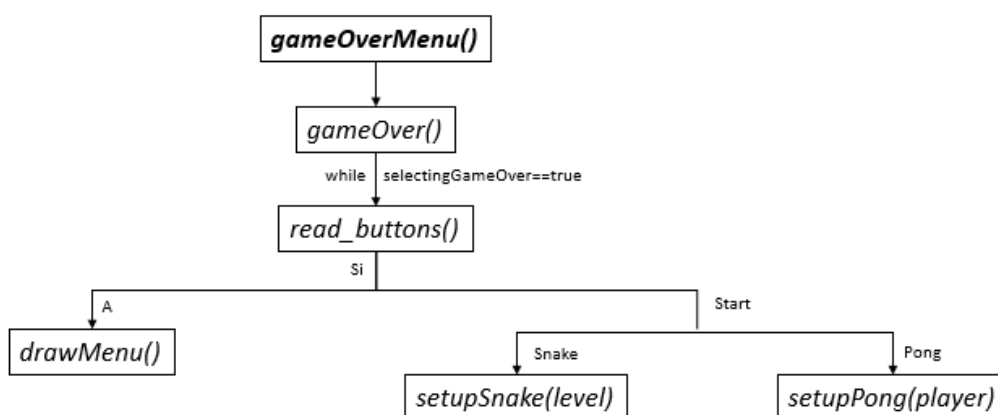 gameOverMenu()
gameOver()
while selectingGameOver==true
read_buttons()
Si
A
Start
drawMenu()
Snake
Pong
setupSnake(level)
setupPong(player)